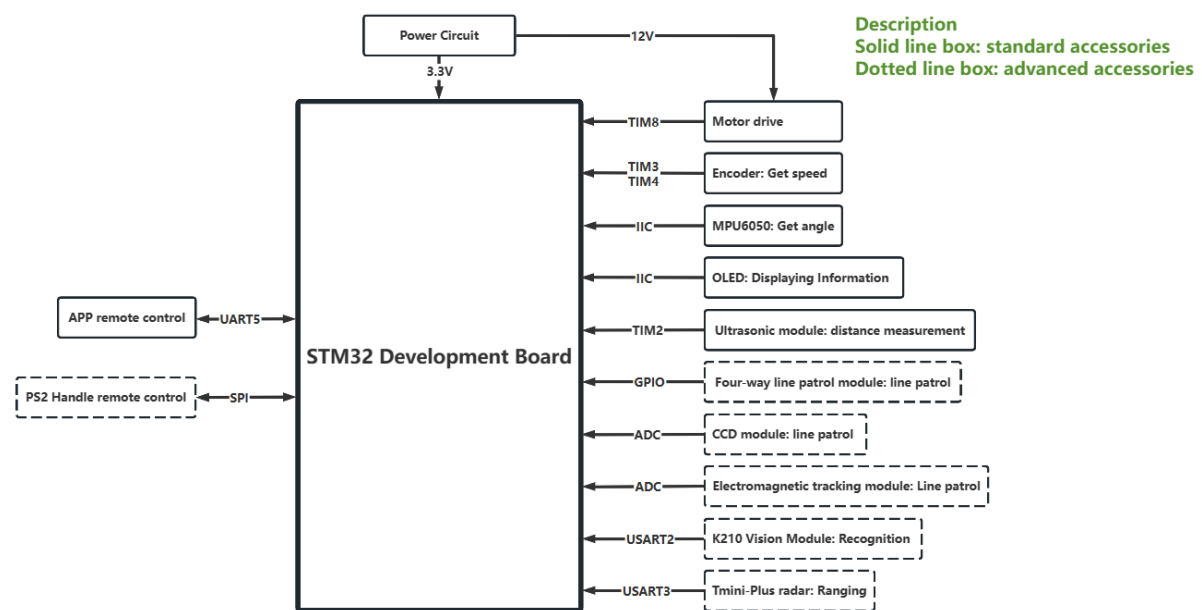 Description
Solid line box: standard accessories
Dotted line box: advanced accessories
Power Circuit
12V
3.3V
TIM8
Motor drive
TIM3
TIM4
Encoder: Get speed
IIC
MPU6050: Get angle
IIC
OLED: Displaying Information
APP remote control
UART5
TIM2
Ultrasonic module: distance measurement
STM32 Development Board
GPIO
Four-way line patrol module: line patrol
PS2 Handle remote control
SPI
ADC
CCD module: line patrol
ADC
Electromagnetic tracking module: Line patrol
USART2
K210 Vision Module: Recognition
USART3
Tmini-Plus radar: Ranging